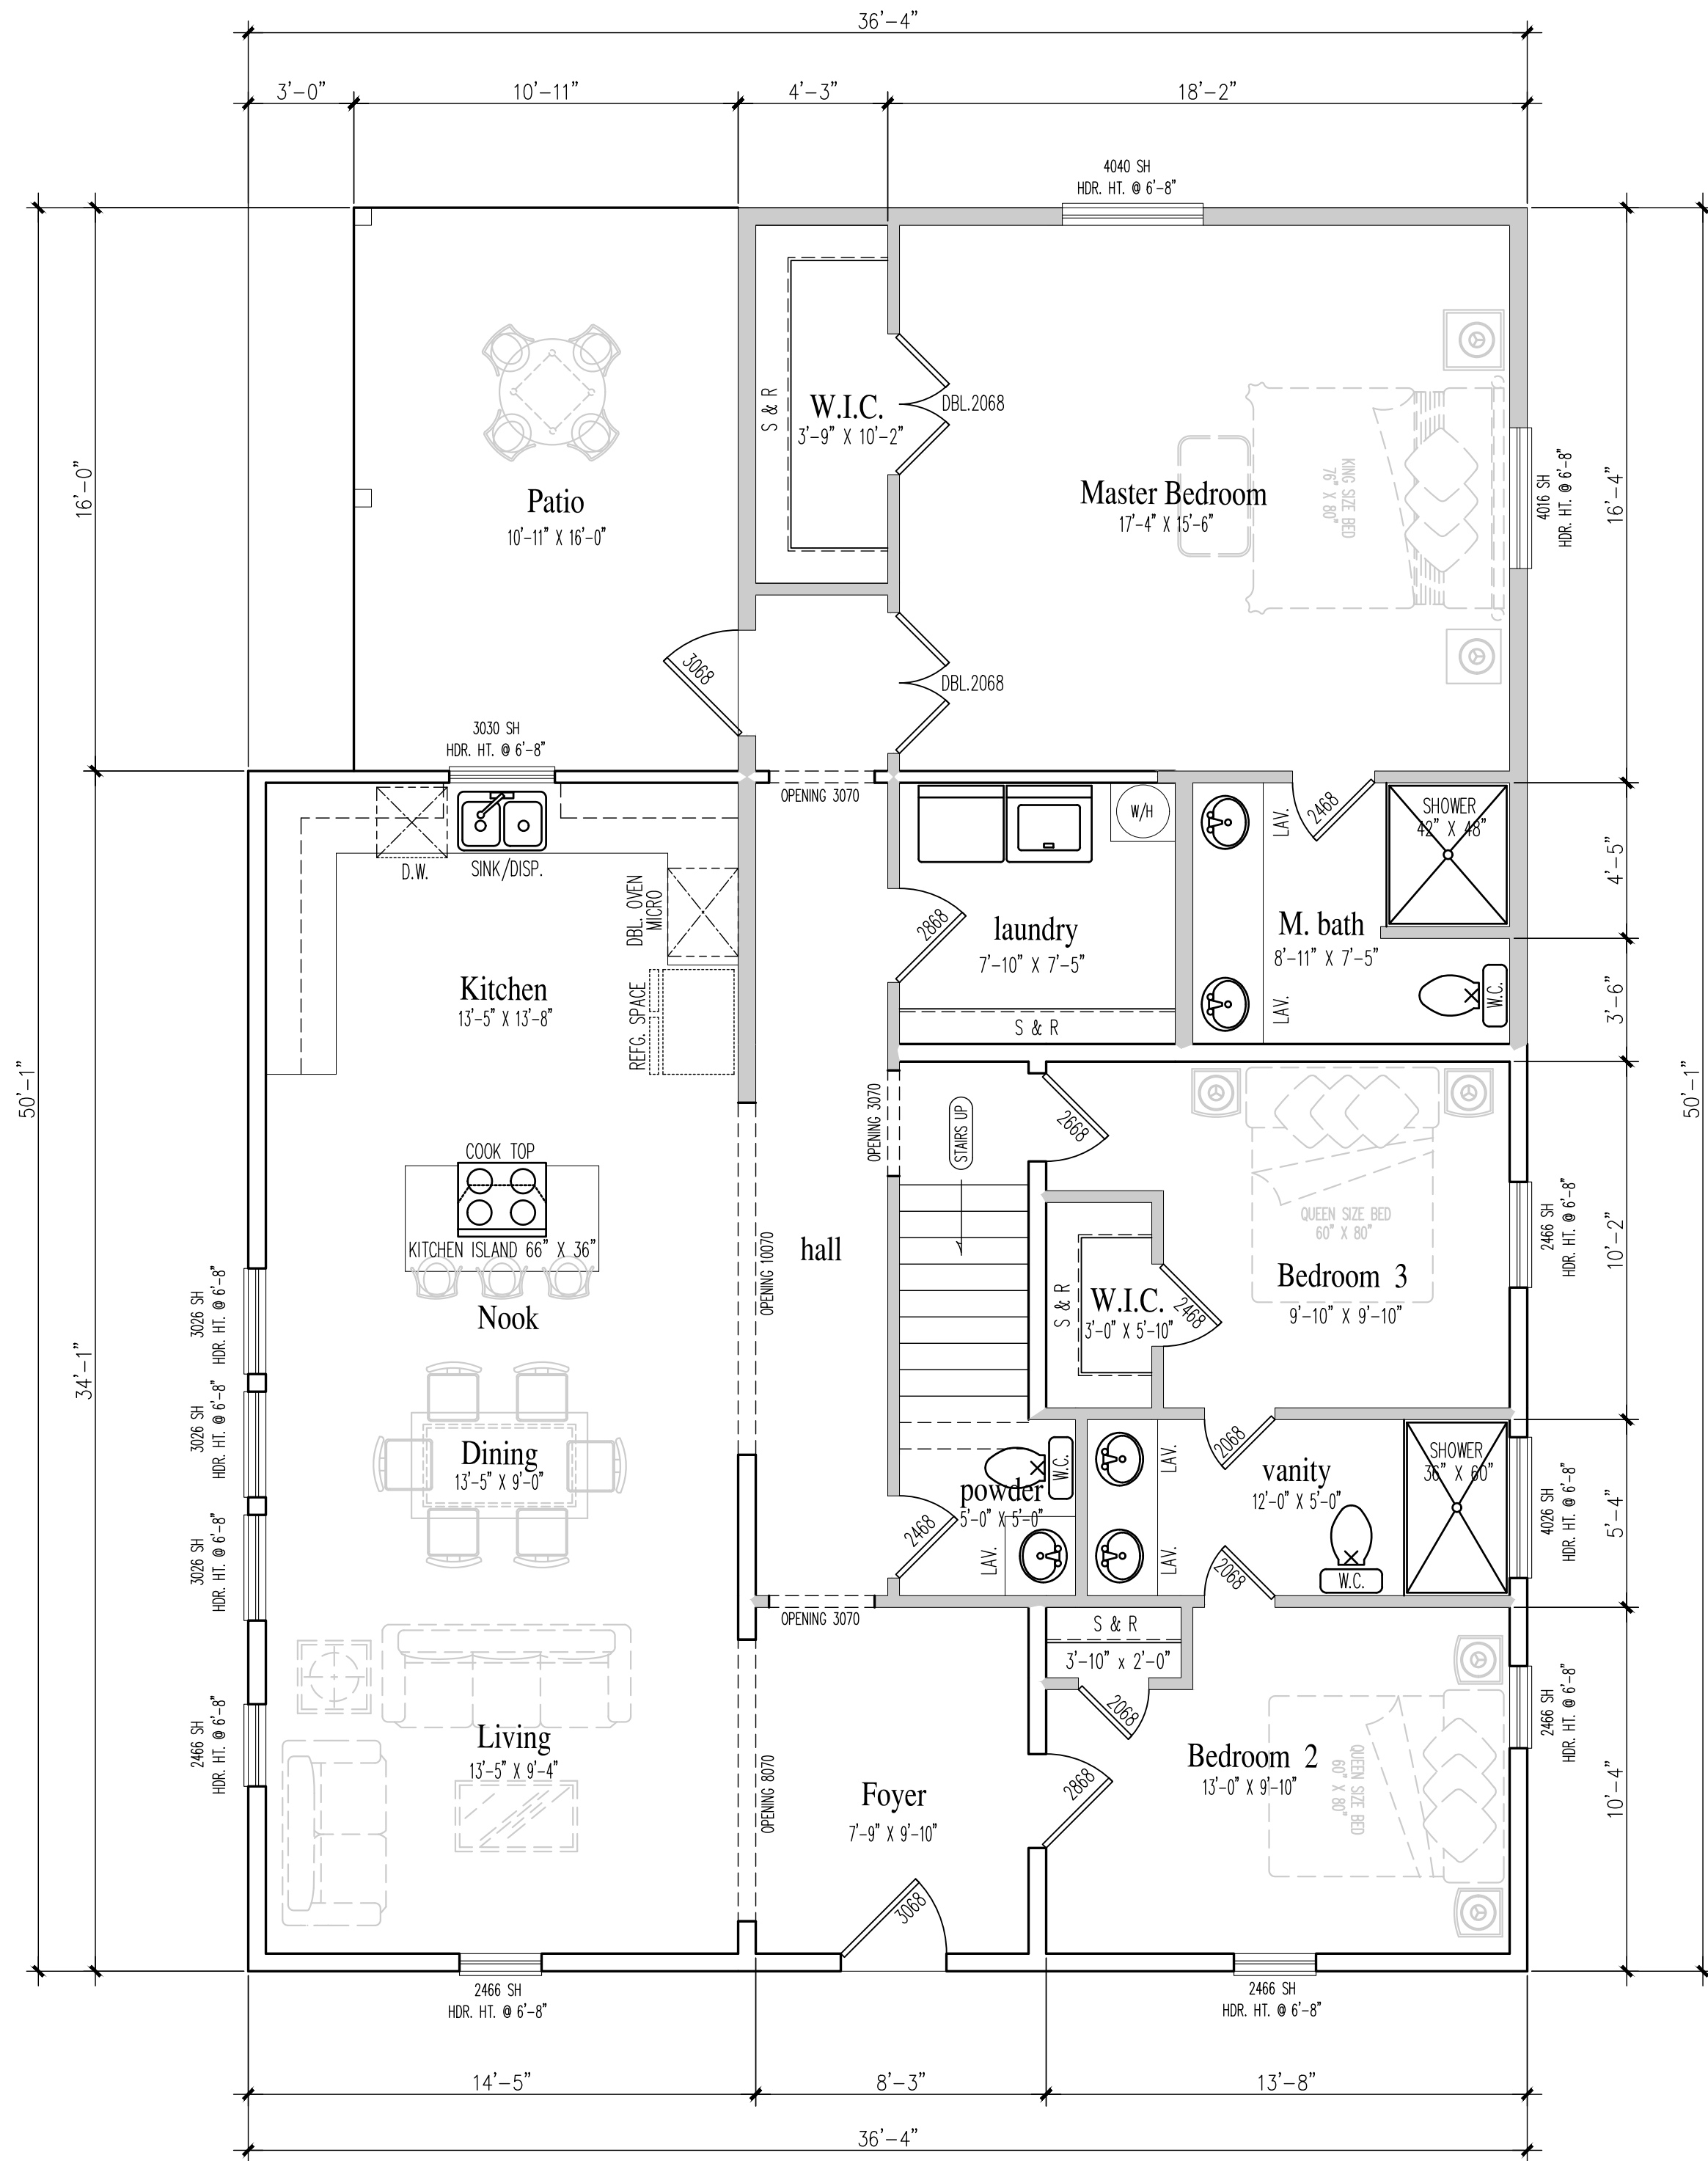 36'-4"
3'-0"
10'-11"
4'-3"
18'-2"
4040 SH
HDR. HT. @ 6'-8"
50'-1"
16'-0"
34'-1"
Patio
10'-11" X 16'-0"
3068
S & R
W.I.C.
3'-9" X 10'-2"
DBL.2068
DBL.2068
Master Bedroom
17'-4" X 15'-6"
KING SIZE BED
76" X 80"
4016 SH
HDR. HT. @ 6'-8"
16'-4"
4'-5"
3'-6"
10'-2"
5'-4"
10'-4"
50'-1"
3030 SH
HDR. HT. @ 6'-8"
D.W.
SINK/DISP.
DBL. OVEN
MICRO
REFG. SPACE
Kitchen
13'-5" X 13'-8"
OPENING 3070
W/H
2868
laundry
7'-10" X 7'-5"
S & R
LAV.
LAV.
2468
SHOWER
42" X 48"
M. bath
8'-11" X 7'-5"
W.C.
COOK TOP
KITCHEN ISLAND 66" X 36"
Nook
OPENING 10070
hall
OPENING 3070
STAIRS UP
2668
QUEEN SIZE BED
60" X 80"
Bedroom 3
9'-10" X 9'-10"
2466 SH
HDR. HT. @ 6'-8"
S & R
W.I.C.
3'-0" X 5'-10"
2468
3026 SH
HDR. HT. @ 6'-8"
3026 SH
HDR. HT. @ 6'-8"
3026 SH
HDR. HT. @ 6'-8"
Dining
13'-5" X 9'-0"
powder
5'-0" X 5'-0"
W.C.
LAV.
2468
LAV.
LAV.
2068
2068
vanity
12'-0" X 5'-0"
W.C.
SHOWER
36" X 60"
4026 SH
HDR. HT. @ 6'-8"
OPENING 3070
S & R
3'-10" x 2'-0"
2068
2466 SH
HDR. HT. @ 6'-8"
Living
13'-5" X 9'-4"
OPENING 8070
Foyer
7'-9" X 9'-10"
3068
2868
Bedroom 2
13'-0" X 9'-10"
QUEEN SIZE BED
60" X 80"
2466 SH
HDR. HT. @ 6'-8"
2466 SH
HDR. HT. @ 6'-8"
2466 SH
HDR. HT. @ 6'-8"
14'-5"
8'-3"
13'-8"
36'-4"